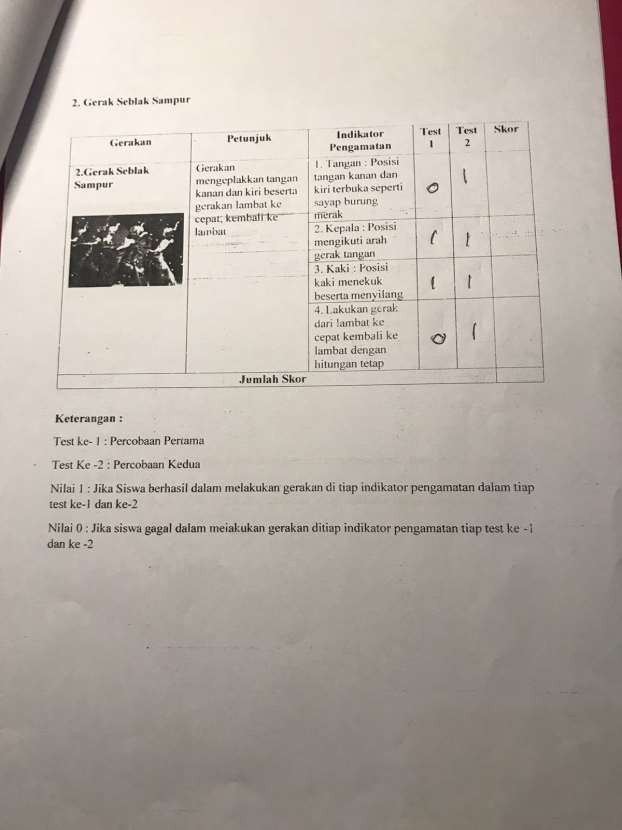 2. Gerak Seblak Sampur
Gerakan
Petunjuk
Indikator
Pengamatan
Test
1
Test
2
Skor
2.Gerak Seblak
Sampur
Gerakan
mengeplakkan tangan
kanan dan kiri beserta
gerakan lambat ke
cepat, kembali ke
lambat
1. Tangan : Posisi
tangan kanan dan
kiri terbuka seperti
sayap burung
merak
0
1
2. Kepala : Posisi
mengikuti arah
gerak tangan
1
1
3. Kaki : Posisi
kaki menekuk
beserta menyilang
1
1
4. Lakukan gerak
dari lambat ke
cepat kembali ke
lambat dengan
hitungan tetap
0
1
Jumlah Skor
Keterangan :
Test ke- 1 : Percobaan Pertama
Test Ke -2 : Percobaan Kedua
Nilai 1 : Jika Siswa berhasil dalam melakukan gerakan di tiap indikator pengamatan dalam tiap
test ke-1 dan ke-2
Nilai 0 : Jika siswa gagal dalam melakukan gerakan ditiap indikator pengamatan tiap test ke -1
dan ke -2